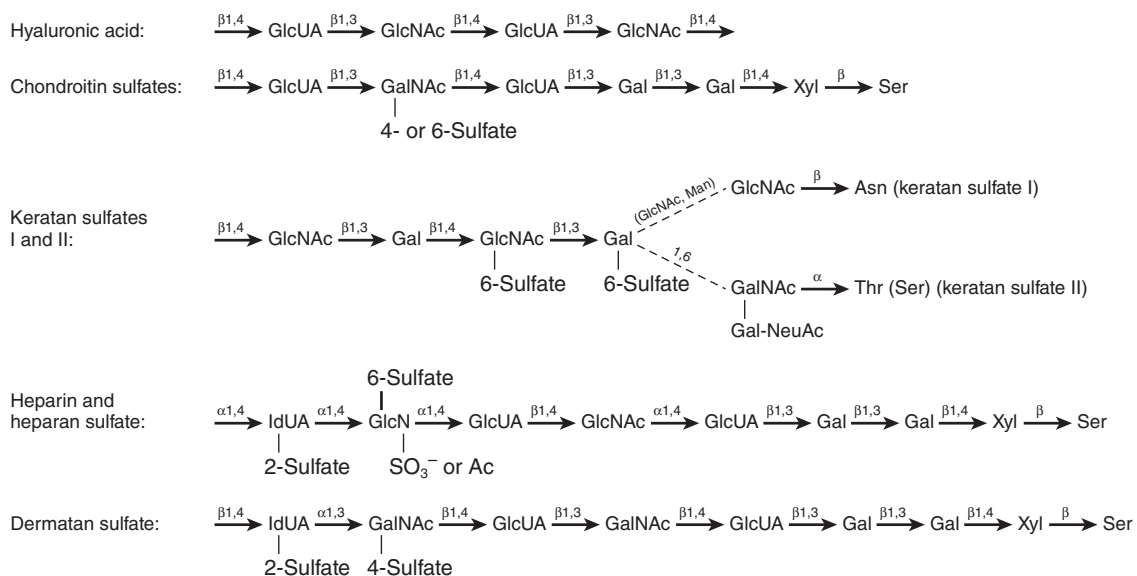 Hyaluronic acid: β1,4 GlcUA β1,3 GlcNAc β1,4 GlcUA β1,3 GlcNAc β1,4
Chondroitin sulfates: β1,4 GlcUA β1,3 GalNAc β1,4 GlcUA β1,3 Gal β1,3 Gal β1,4 Xyl β Ser
4- or 6-Sulfate
(GlcNAc, Man) GlcNAc β Asn (keratan sulfate I)
Keratan sulfates
I and II: β1,4 GlcNAc β1,3 Gal β1,4 GlcNAc β1,3 Gal
6-Sulfate 6-Sulfate
1,6 GalNAc α Thr (Ser) (keratan sulfate II)
Gal-NeuAc
6-Sulfate
Heparin and
heparan sulfate: α1,4 IdUA α1,4 GlcN α1,4 GlcUA β1,4 GlcNAc α1,4 GlcUA β1,3 Gal β1,3 Gal β1,4 Xyl β Ser
2-Sulfate SO₃⁻ or Ac
Dermatan sulfate: β1,4 IdUA α1,3 GalNAc β1,4 GlcUA β1,3 GalNAc β1,4 GlcUA β1,3 Gal β1,3 Gal β1,4 Xyl β Ser
2-Sulfate 4-Sulfate